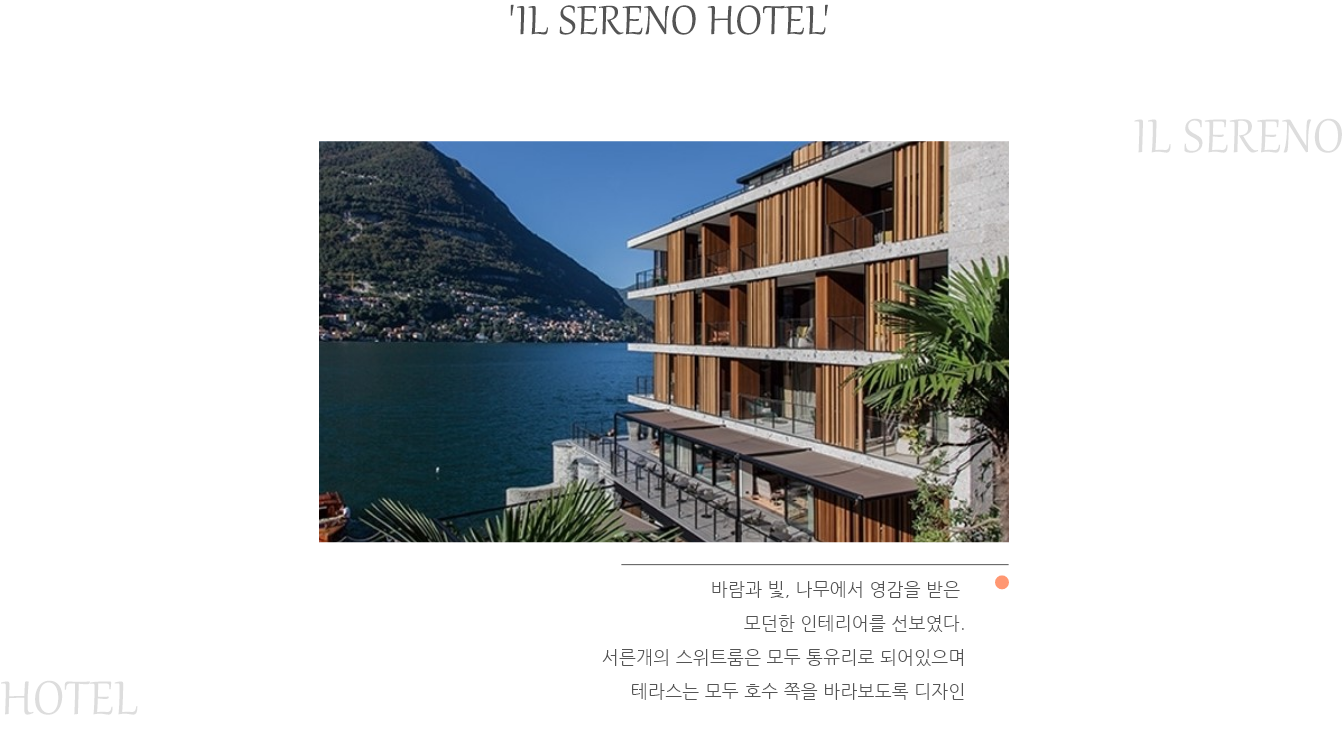 'IL SERENO HOTEL'
IL SERENO
바람과 빛, 나무에서 영감을 받은
모던한 인테리어를 선보였다.
서른개의 스위트룸은 모두 통유리로 되어있으며
테라스는 모두 호수 쪽을 바라보도록 디자인
HOTEL